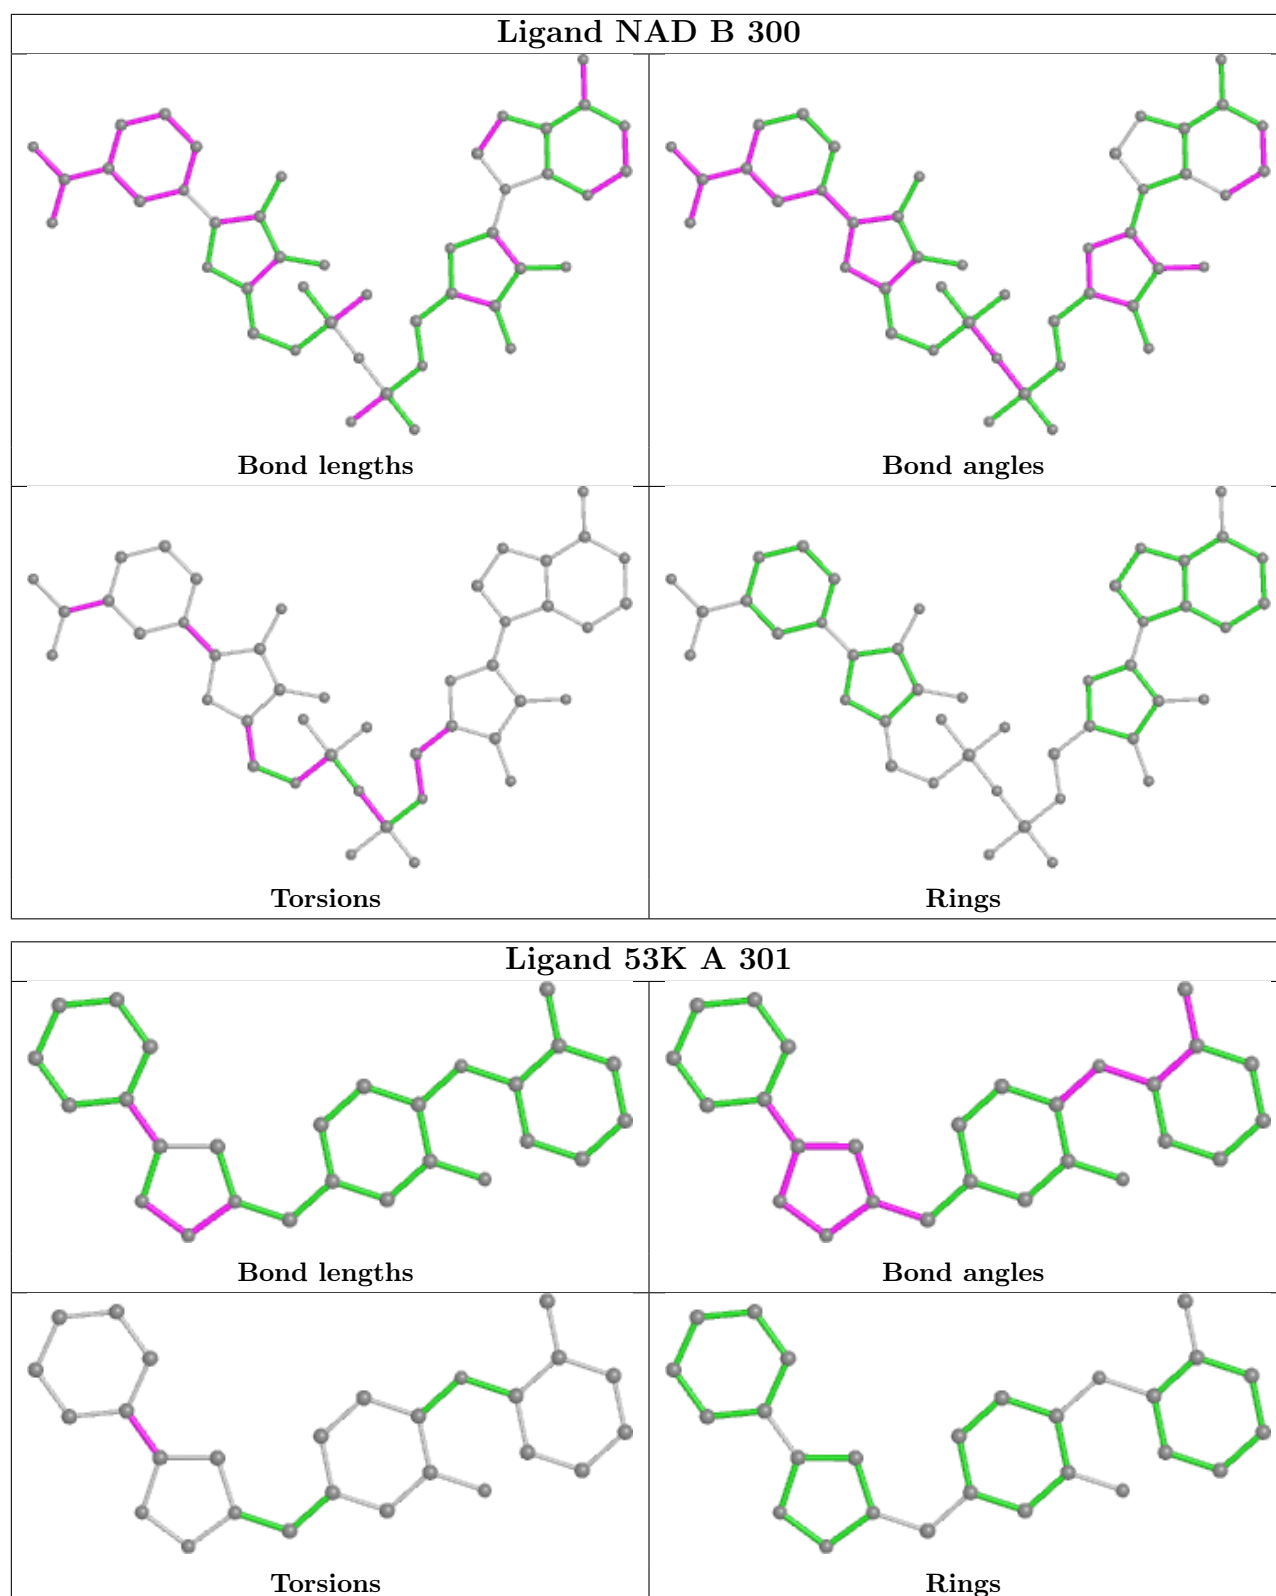 Ligand NAD B 300
Bond lengths
Bond angles
Torsions
Rings
Ligand 53K A 301
Bond lengths
Bond angles
Torsions
Rings